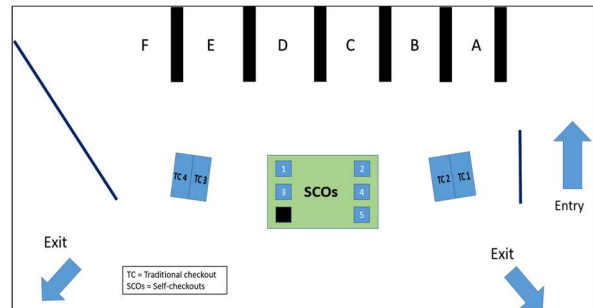 F E D C B A
1 2
TC 4 TC 3 3 SCOs 4 TC 2 TC 1
5
Entry
Exit
Exit
TC = Traditional checkout
SCOs = Self-checkouts